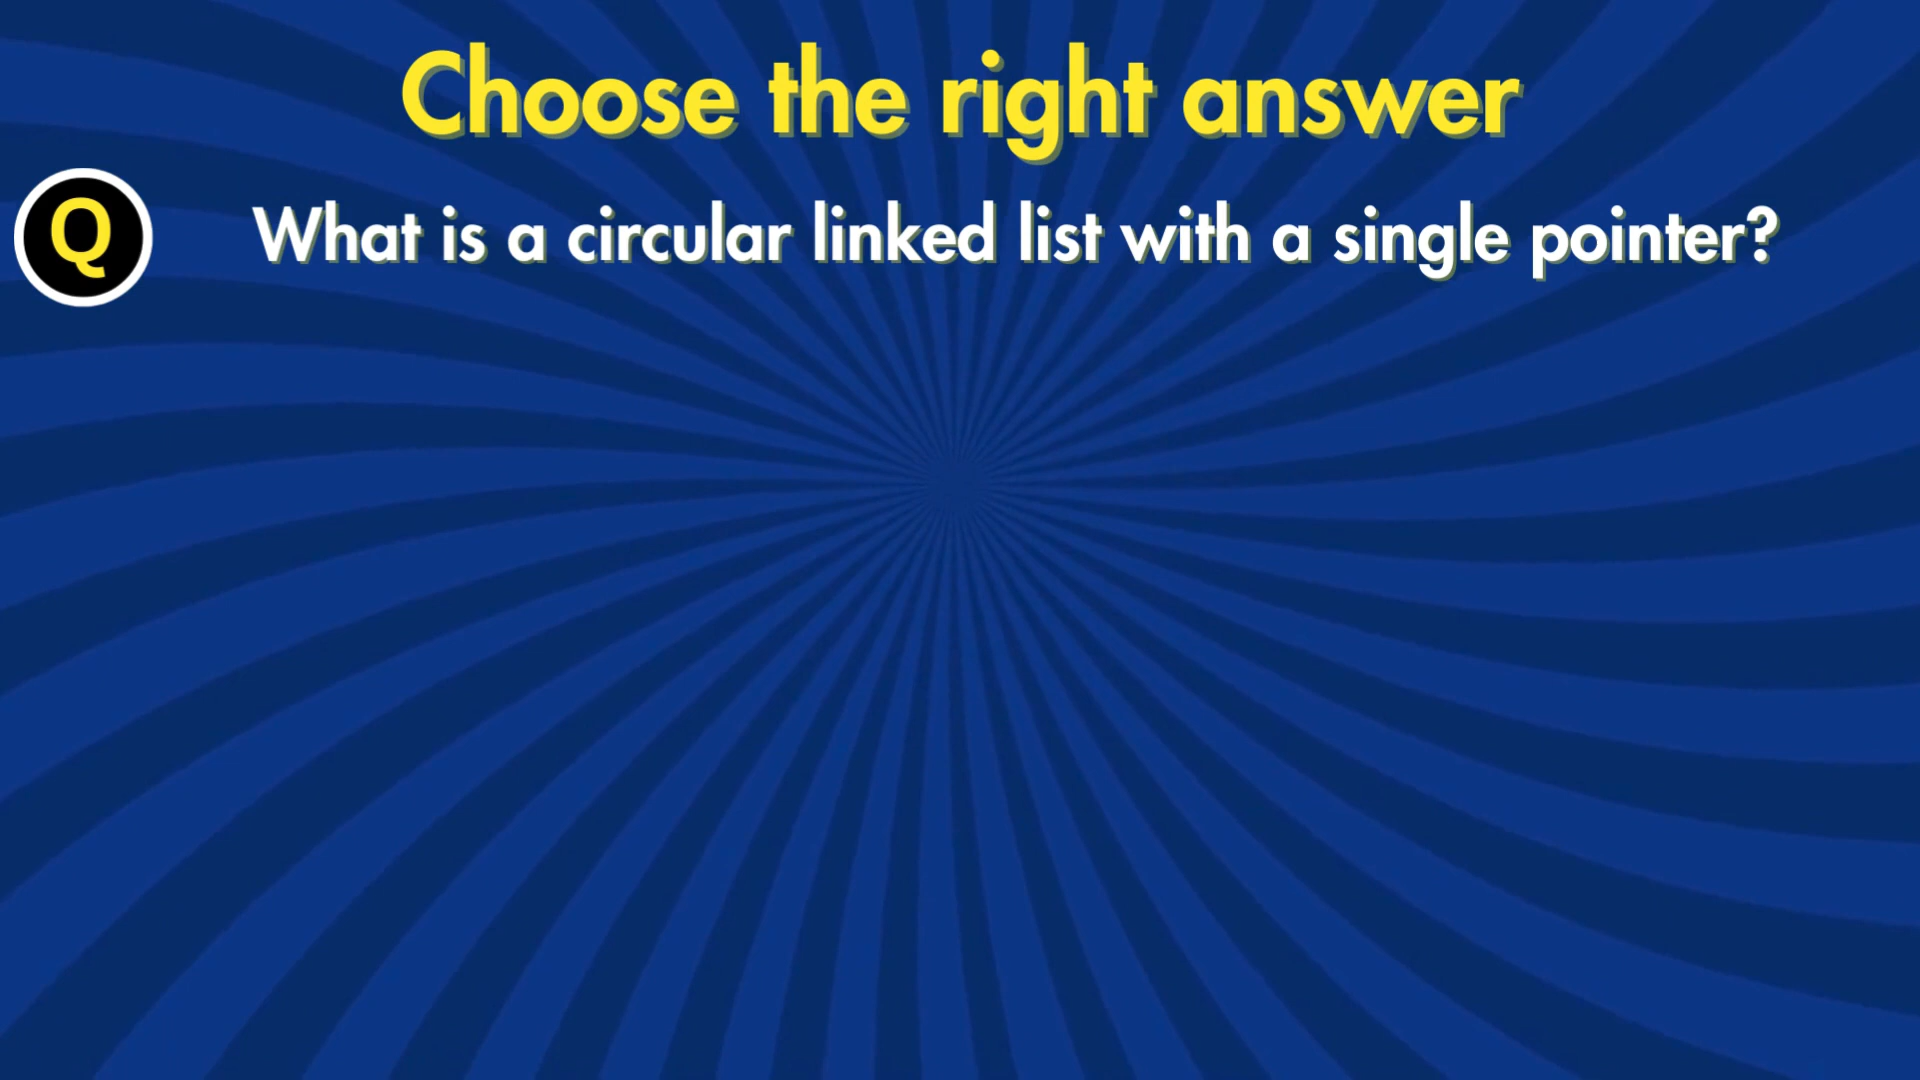 Choose the right answer
Q What is a circular linked list with a single pointer?